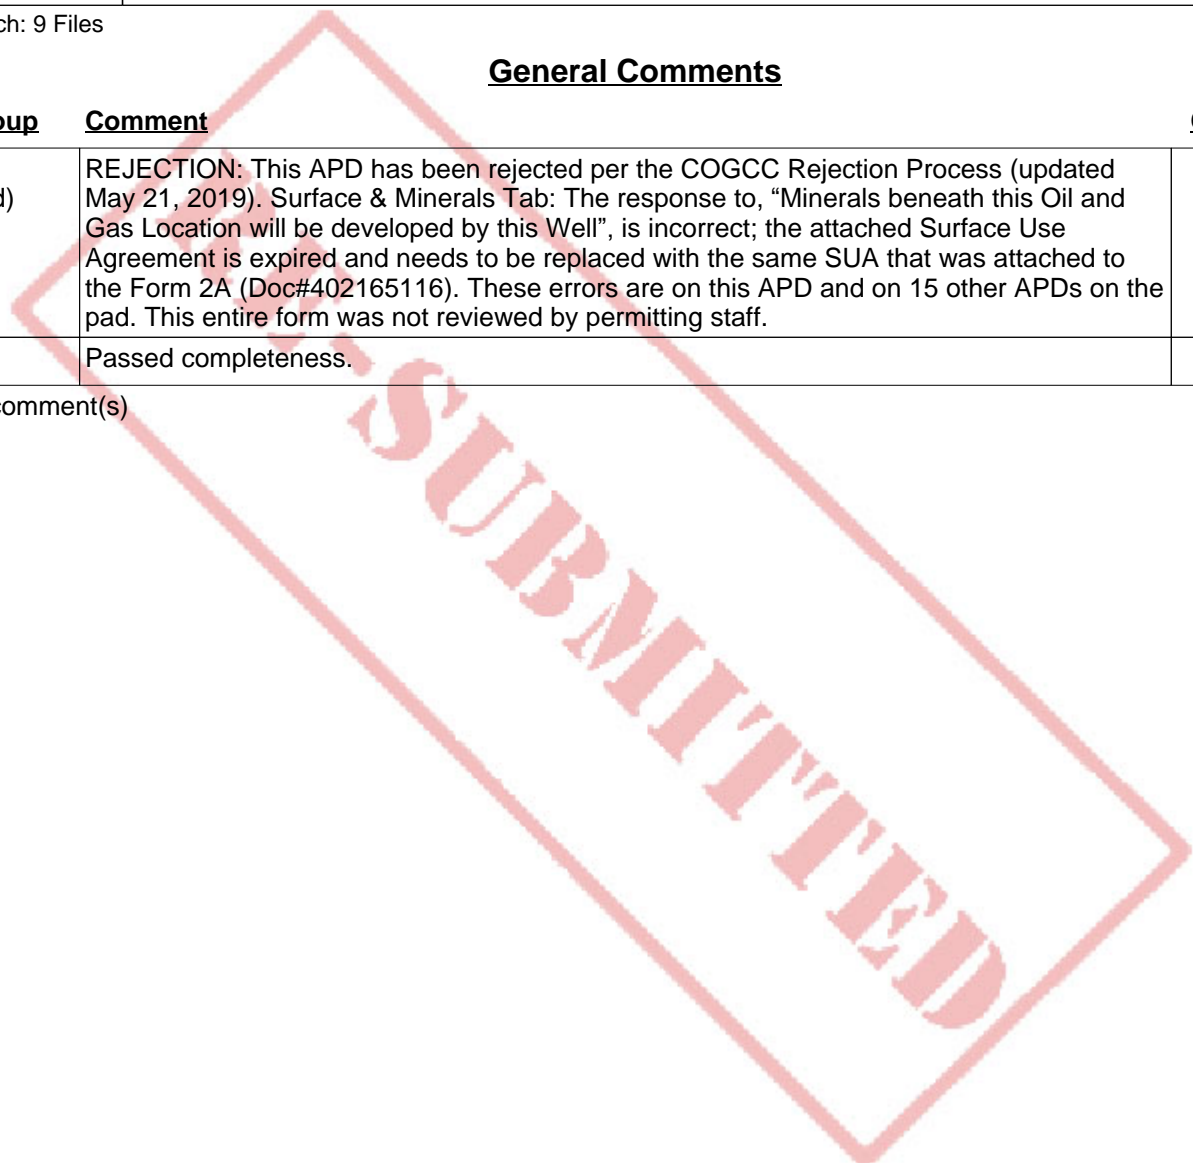 ch: 9 Files
General Comments
oup Comment
REJECTION: This APD has been rejected per the COGCC Rejection Process (updated
d) May 21, 2019). Surface & Minerals Tab: The response to, “Minerals beneath this Oil and
Gas Location will be developed by this Well”, is incorrect; the attached Surface Use
Agreement is expired and needs to be replaced with the same SUA that was attached to
the Form 2A (Doc#402165116). These errors are on this APD and on 15 other APDs on the
pad. This entire form was not reviewed by permitting staff.
Passed completeness.
comment(s)
RE-SUBMITTED